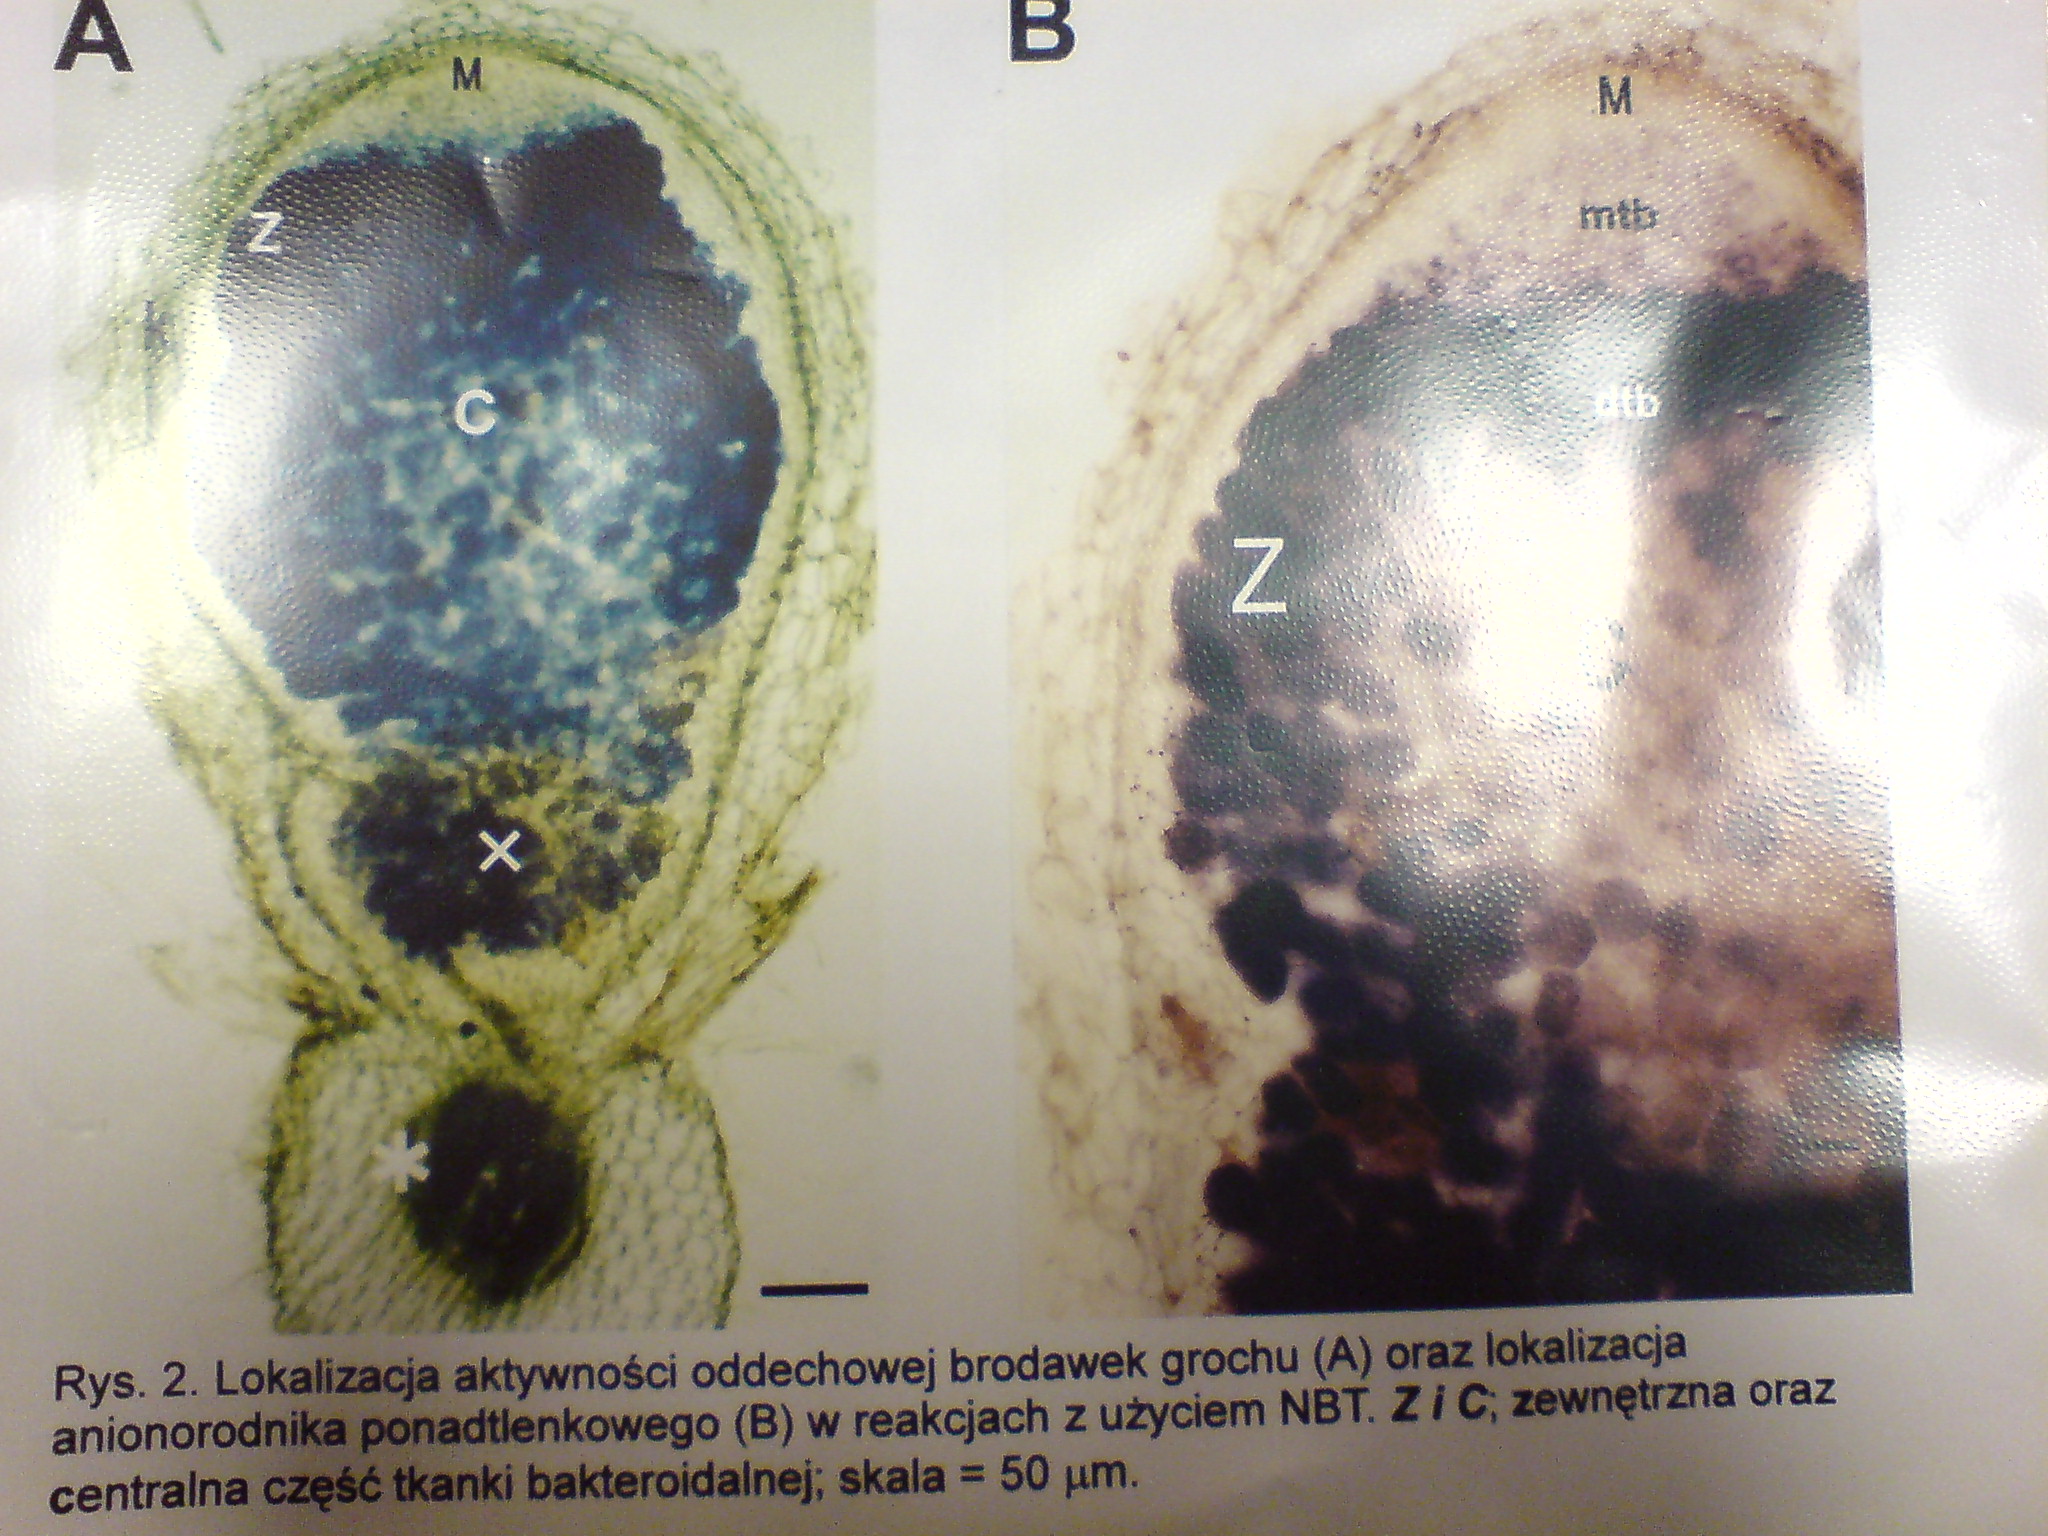 A
B
M
M
Z
mtb
C
dtb
Z
×
*
Rys. 2. Lokalizacja aktywności oddechowej brodawek grochu (A) oraz lokalizacja
anionorodnika ponadtlenkowego (B) w reakcjach z użyciem NBT. Z i C; zewnętrzna oraz
centralna część tkanki bakteroidalnej; skala = 50 μm.